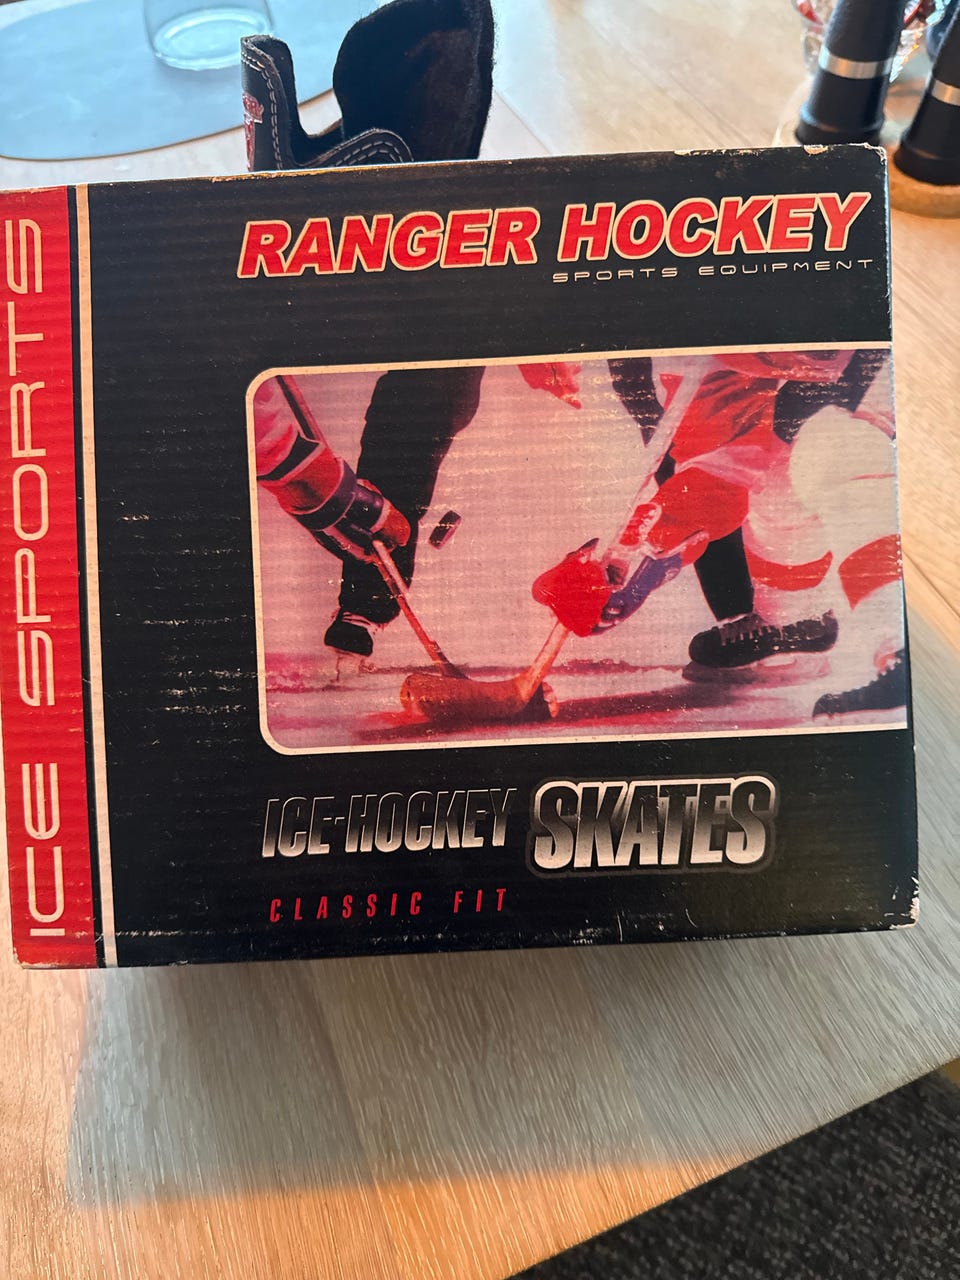 RANGER HOCKEY
SPORTS EQUIPMENT
ICE SPORTS
ICE-HOCKEY SKATES
CLASSIC FIT